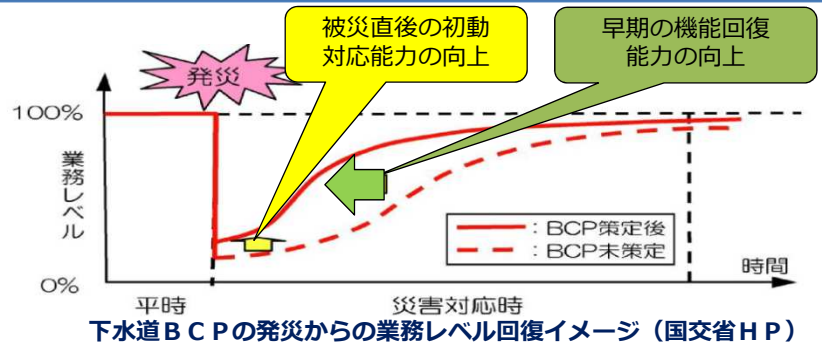 被災直後の初動
対応能力の向上
早期の機能回復
能力の向上
発災
100%
業務レベル
: BCP策定後
: BCP未策定
時間
0%
平時
災害対応時
下水道BCPの発災からの業務レベル回復イメージ（国交省HP）